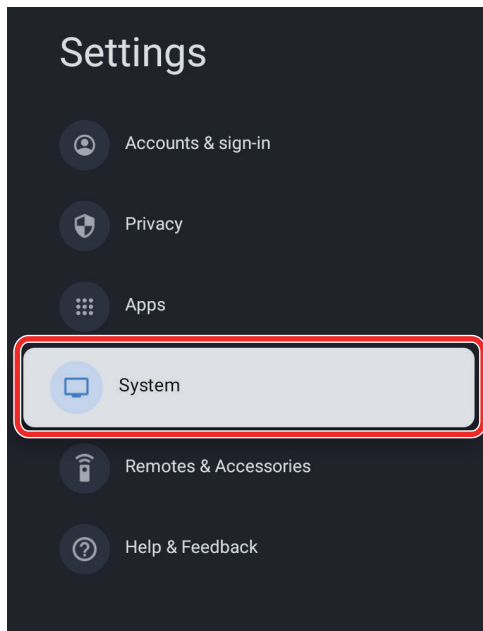 Settings
Accounts & sign-in
Privacy
Apps
System
Remotes & Accessories
Help & Feedback